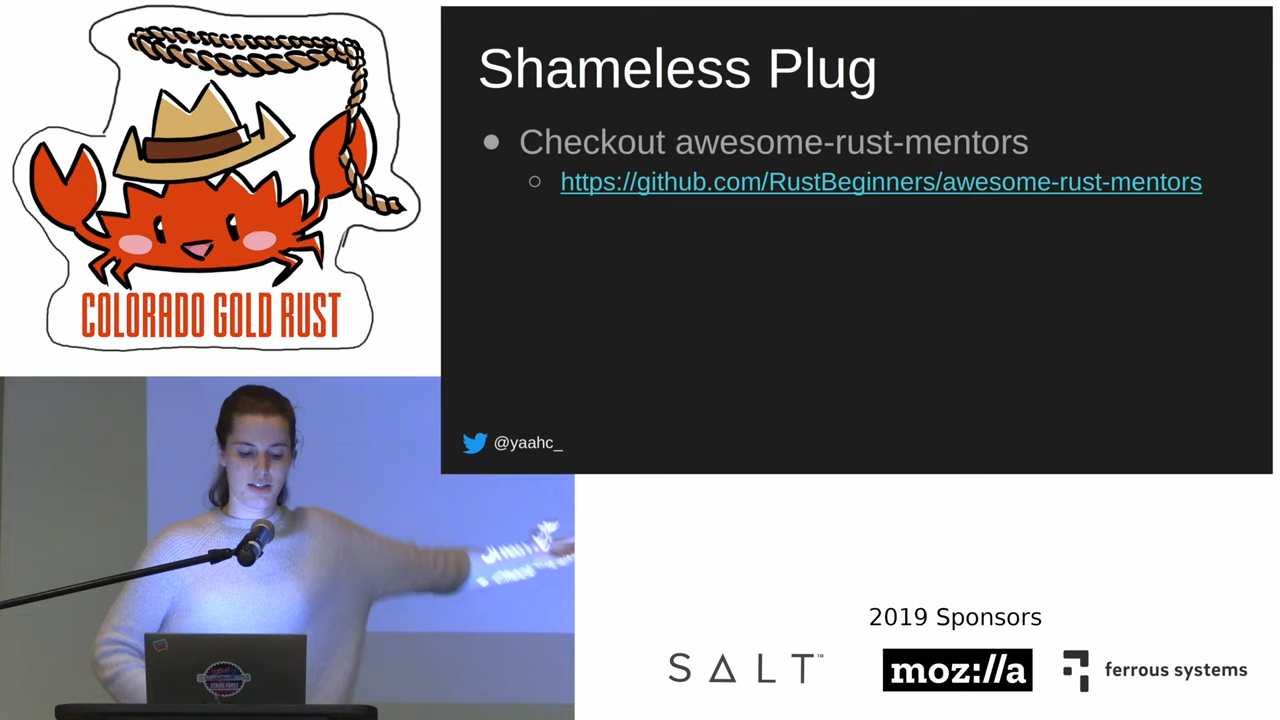 COLORADO GOLD RUST
Shameless Plug
● Checkout awesome-rust-mentors
○ https://github.com/RustBeginners/awesome-rust-mentors
@yaahc_
2019 Sponsors
SALT™
moz://a
ferrous systems